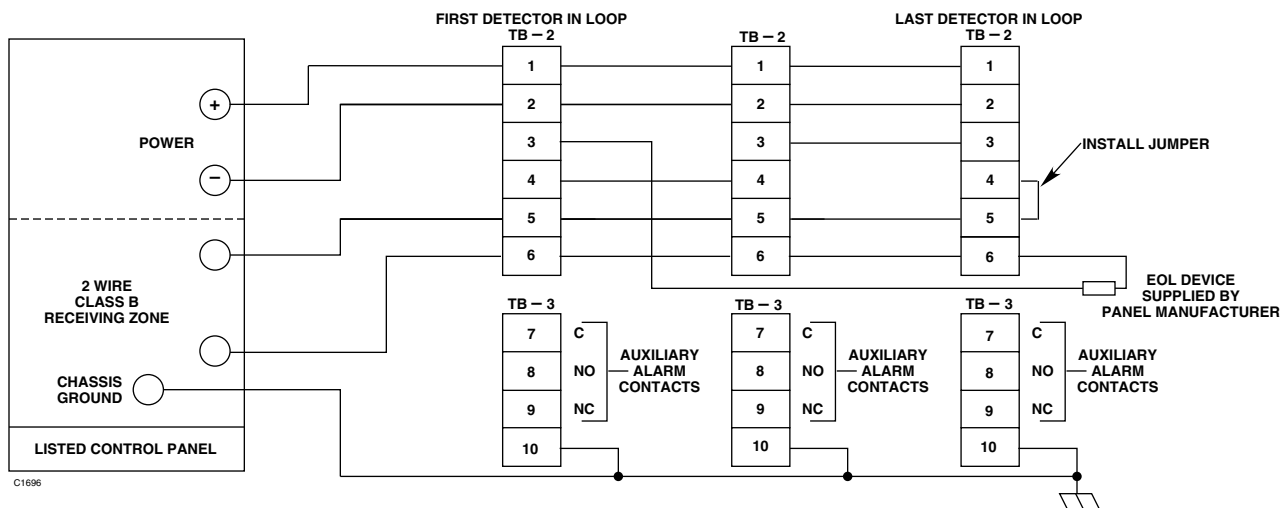 FIRST DETECTOR IN LOOP
TB – 2
TB – 2
LAST DETECTOR IN LOOP
TB – 2
1
2
3
4
5
6
1
2
3
4
5
6
1
2
3
4
5
6
+
POWER
–
INSTALL JUMPER
2 WIRE
CLASS B
RECEIVING ZONE
EOL DEVICE
SUPPLIED BY
PANEL MANUFACTURER
CHASSIS
GROUND
LISTED CONTROL PANEL
C1696
TB – 3
7 C
8 NO
9 NC
10
AUXILIARY
ALARM
CONTACTS
TB – 3
7 C
8 NO
9 NC
10
AUXILIARY
ALARM
CONTACTS
TB – 3
7 C
8 NO
9 NC
10
AUXILIARY
ALARM
CONTACTS